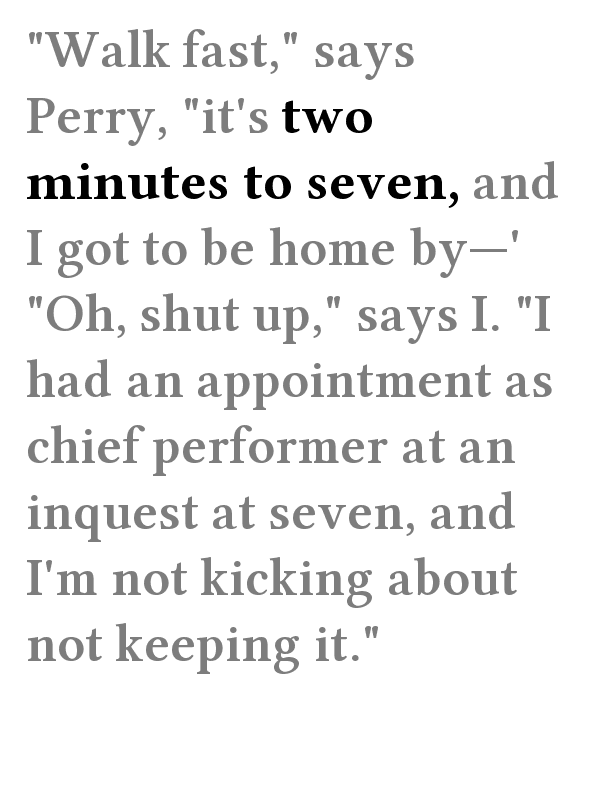 "Walk fast," says
Perry, "it's two
minutes to seven, and
I got to be home by—'
"Oh, shut up," says I. "I
had an appointment as
chief performer at an
inquest at seven, and
I'm not kicking about
not keeping it."